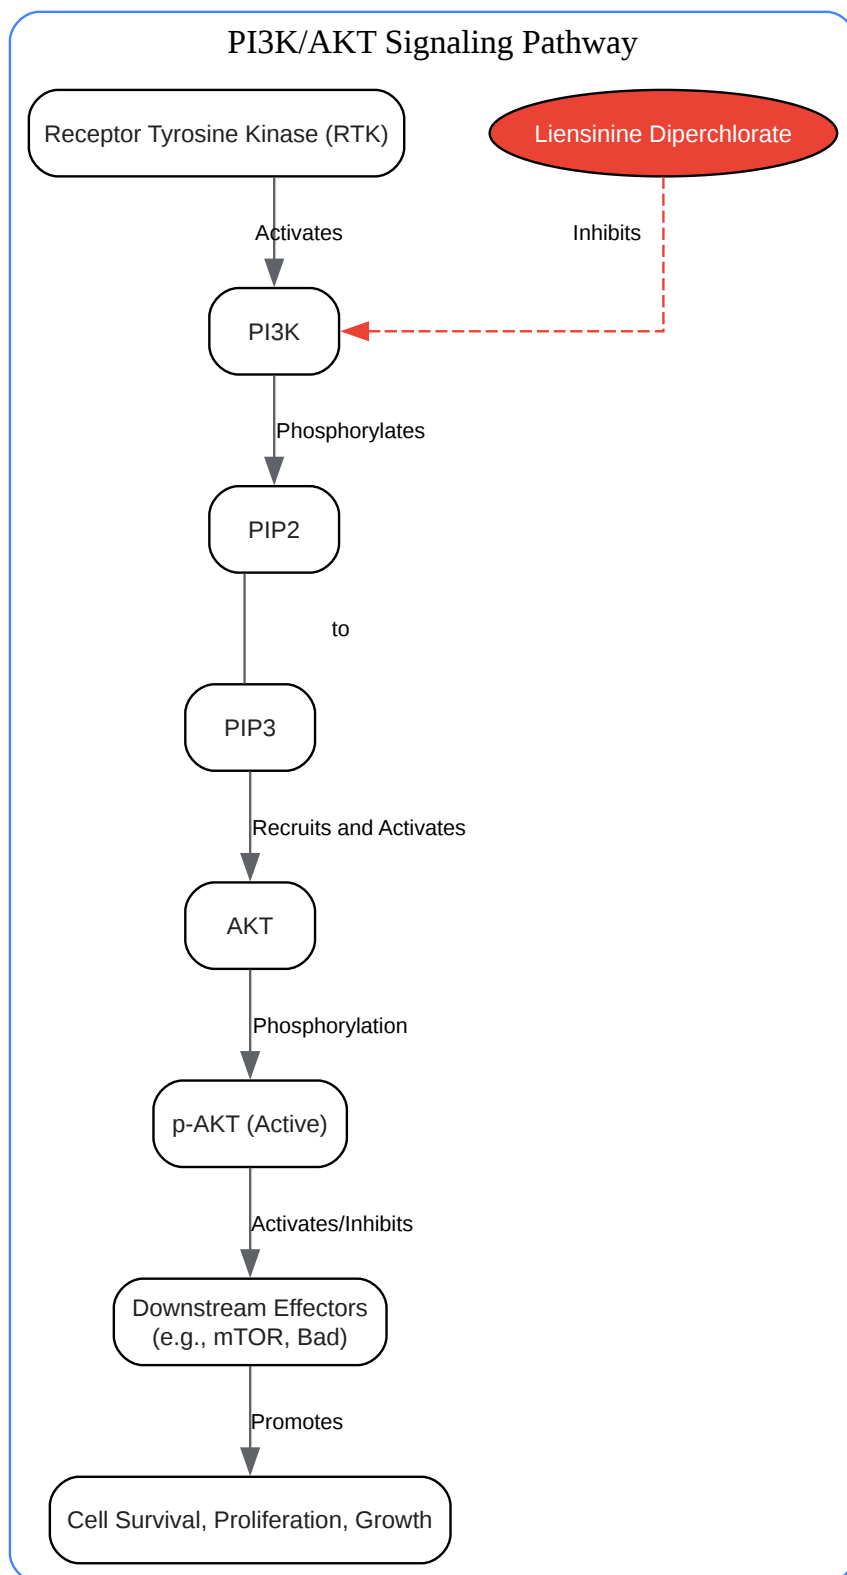 PI3K/AKT Signaling Pathway
Receptor Tyrosine Kinase (RTK)
Liensinine Diperchlorate
Activates
Inhibits
PI3K
Phosphorylates
PIP2
to
PIP3
Recruits and Activates
AKT
Phosphorylation
p-AKT (Active)
Activates/Inhibits
Downstream Effectors
(e.g., mTOR, Bad)
Promotes
Cell Survival, Proliferation, Growth